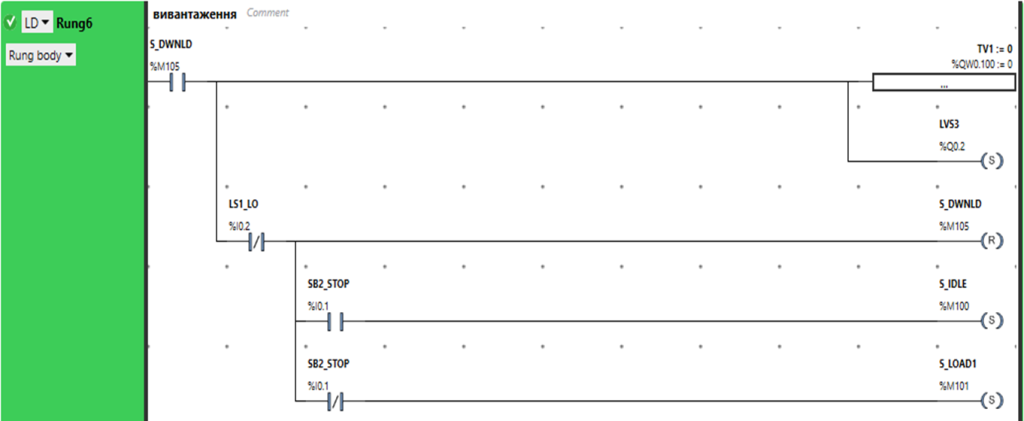 LD Rung6
Rung body
вивантаження Comment
S_DWNLD
%M105
TV1 := 0
%QW0.100 := 0
...
LVS3
%Q0.2
S
LS1_LO
%I0.2
/
S_DWNLD
%M105
R
SB2_STOP
%I0.1
S_IDLE
%M100
S
SB2_STOP
%I0.1
/
S_LOAD1
%M101
S